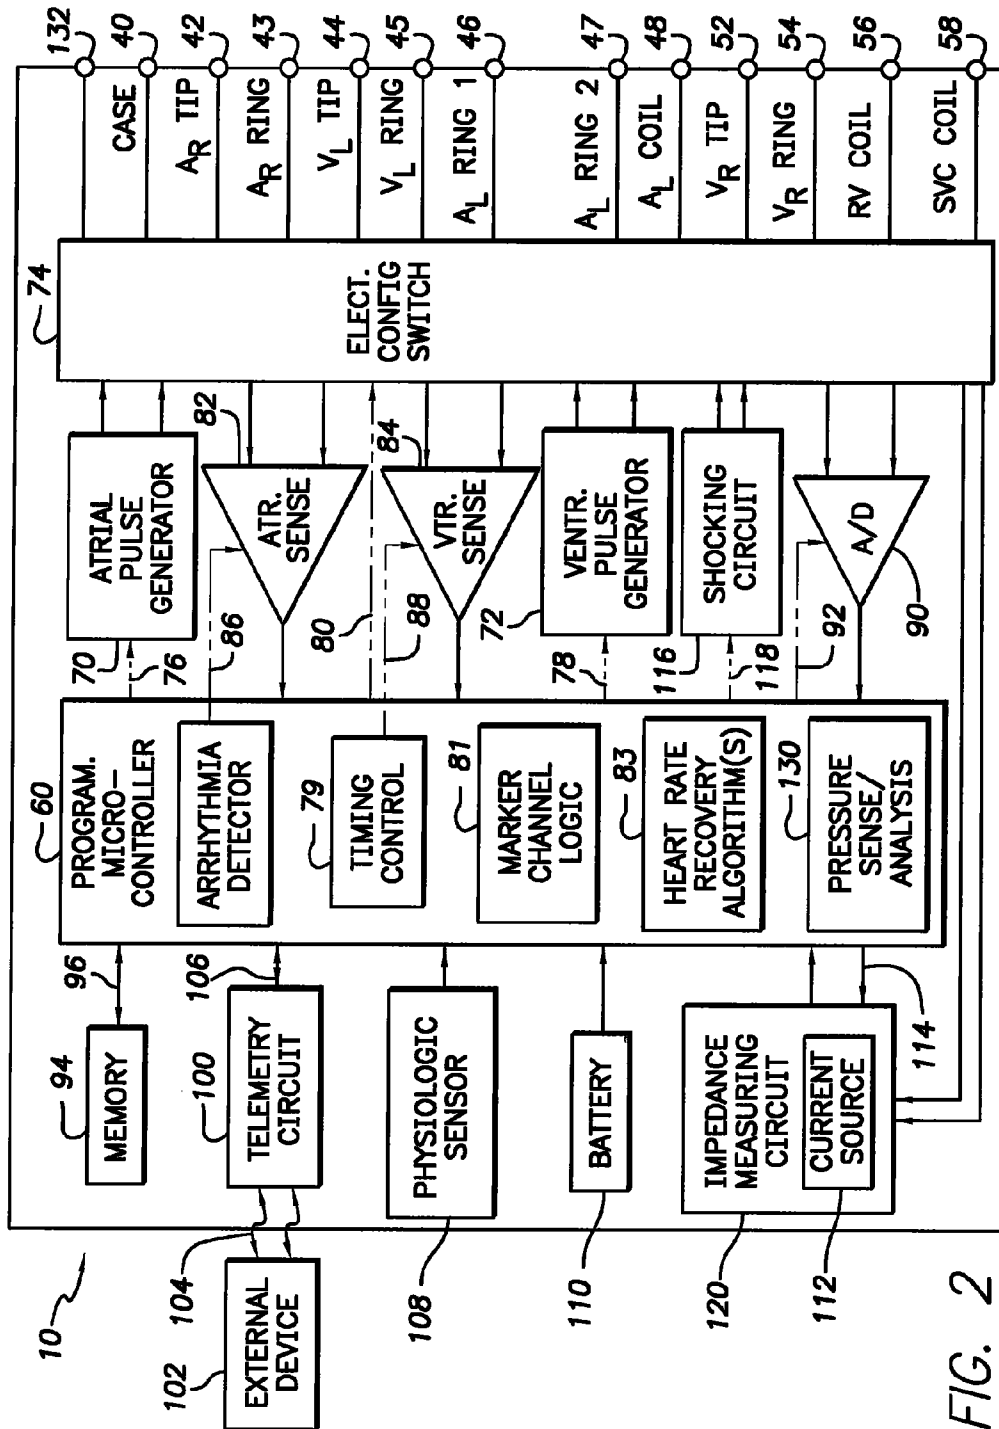 10
102
EXTERNAL
DEVICE
104
94
MEMORY
96
100
TELEMETRY
CIRCUIT
106
PHYSIOLOGIC
SENSOR
108
BATTERY
110
IMPEDANCE
MEASURING
CIRCUIT
CURRENT
SOURCE
120
112
114
60
PROGRAM.
MICRO-
CONTROLLER
ARRHYTHMIA
DETECTOR
79
TIMING
CONTROL
81
MARKER
CHANNEL
LOGIC
83
HEART RATE
RECOVERY
ALGORITHM(S)
130
PRESSURE
SENSE/
ANALYSIS
70
76
ATRIAL
PULSE
GENERATOR
86
82
ATR.
SENSE
80
88
84
VTR.
SENSE
72
78
VENTR.
PULSE
GENERATOR
116
118
SHOCKING
CIRCUIT
92
A/D
90
74
ELECT.
CONFIG
SWITCH
132
CASE
40
AR TIP
42
AR RING
43
VL TIP
44
VL RING
45
AL RING 1
46
AL RING 2
47
AL COIL
48
VR TIP
52
VR RING
54
RV COIL
56
SVC COIL
58
FIG. 2